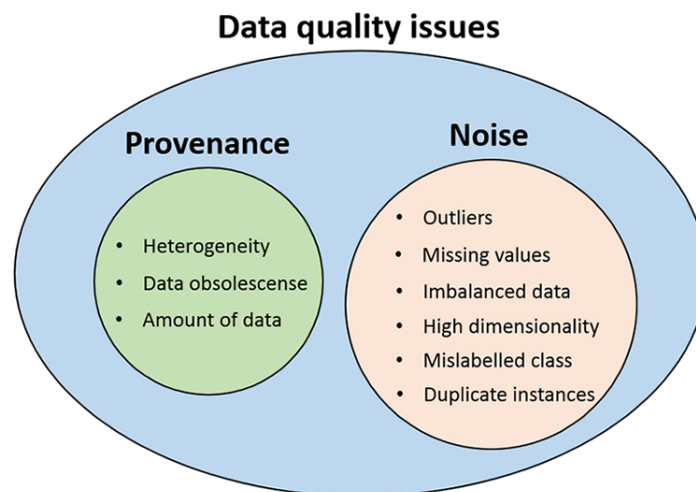 Data quality issues
Provenance
• Heterogeneity
• Data obsolescense
• Amount of data
Noise
• Outliers
• Missing values
• Imbalanced data
• High dimensionality
• Mislabelled class
• Duplicate instances